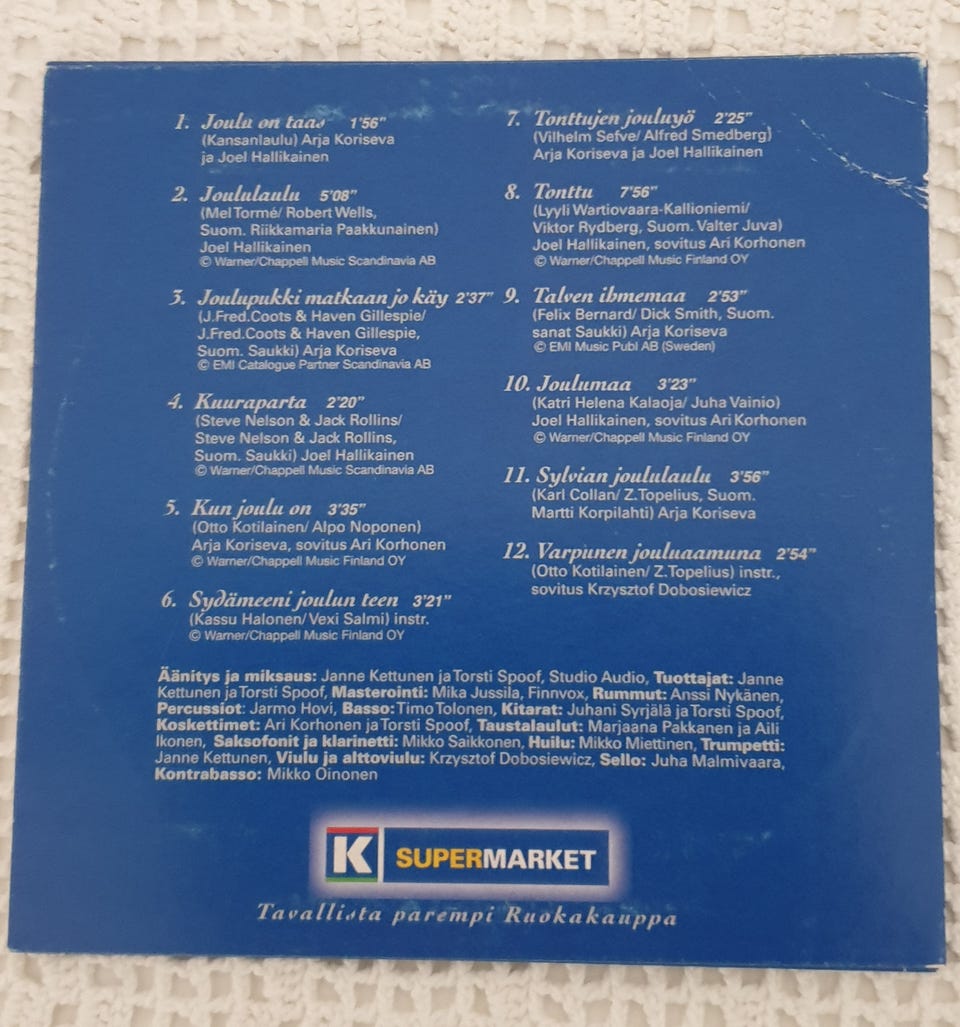 1. Joulu on taas 1'56"
(Kansanlaulu) Arja Koriseva
ja Joel Hallikainen
2. Joululaulu 5'08"
(Mel Tormé/ Robert Wells,
Suom. Riikkamaria Paakkunainen)
Joel Hallikainen
© Warner/Chappell Music Scandinavia AB
3. Joulupukki matkaan jo käy 2'37"
(J.Fred.Coots & Haven Gillespie/
J.Fred.Coots & Haven Gillespie,
Suom. Saukki) Arja Koriseva
© EMI Catalogue Partner Scandinavia AB
4. Kuuraparta 2'20"
(Steve Nelson & Jack Rollins/
Steve Nelson & Jack Rollins,
Suom. Saukki) Joel Hallikainen
© Warner/Chappell Music Scandinavia AB
5. Kun joulu on 3'35"
(Otto Kotilainen/ Alpo Noponen)
Arja Koriseva, sovitus Ari Korhonen
© Warner/Chappell Music Finland OY
6. Sydämeeni joulun teen 3'21"
(Kassu Halonen/ Vexi Salmi) instr.
© Warner/Chappell Music Finland OY
7. Tonttujen jouluyö 2'25"
(Vilhelm Sefve/ Alfred Smedberg)
Arja Koriseva ja Joel Hallikainen
8. Tonttu 7'56"
(Lyyli Wartiovaara-Kallioniemi/
Viktor Rydberg, Suom. Valter Juva)
Joel Hallikainen, sovitus Ari Korhonen
© Warner/Chappell Music Finland OY
9. Talven ihmemaa 2'53"
(Felix Bernard/ Dick Smith, Suom.
sanat Saukki) Arja Koriseva
© EMI Music Publ AB (Sweden)
10. Joulumaa 3'23"
(Katri Helena Kalaoja/ Juha Vainio)
Joel Hallikainen, sovitus Ari Korhonen
© Warner/Chappell Music Finland OY
11. Sylvian joululaulu 3'56"
(Karl Collan/ Z.Topelius, Suom.
Martti Korpilahti) Arja Koriseva
12. Varpunen jouluaamuna 2'54"
(Otto Kotilainen/ Z.Topelius) instr.,
sovitus Krzysztof Dobosiewicz
Äänitys ja miksaus: Janne Kettunen ja Torsti Spoof, Studio Audio, Tuottajat: Janne
Kettunen ja Torsti Spoof, Masterointi: Mika Jussila, Finnvox, Rummut: Anssi Nykänen,
Percussiot: Jarmo Hovi, Basso: Timo Tolonen, Kitarat: Juhani Syrjälä ja Torsti Spoof,
Koskettimet: Ari Korhonen ja Torsti Spoof, Taustalaulut: Marjaana Pakkanen ja Aili
Ikonen, Saksofonit ja klarinetti: Mikko Saikkonen, Huilu: Mikko Miettinen, Trumpetti:
Janne Kettunen, Viulu ja alttoviulu: Krzysztof Dobosiewicz, Sello: Juha Malmivaara,
Kontrabasso: Mikko Oinonen
K SUPERMARKET
Tavallista parempi Ruokakauppa